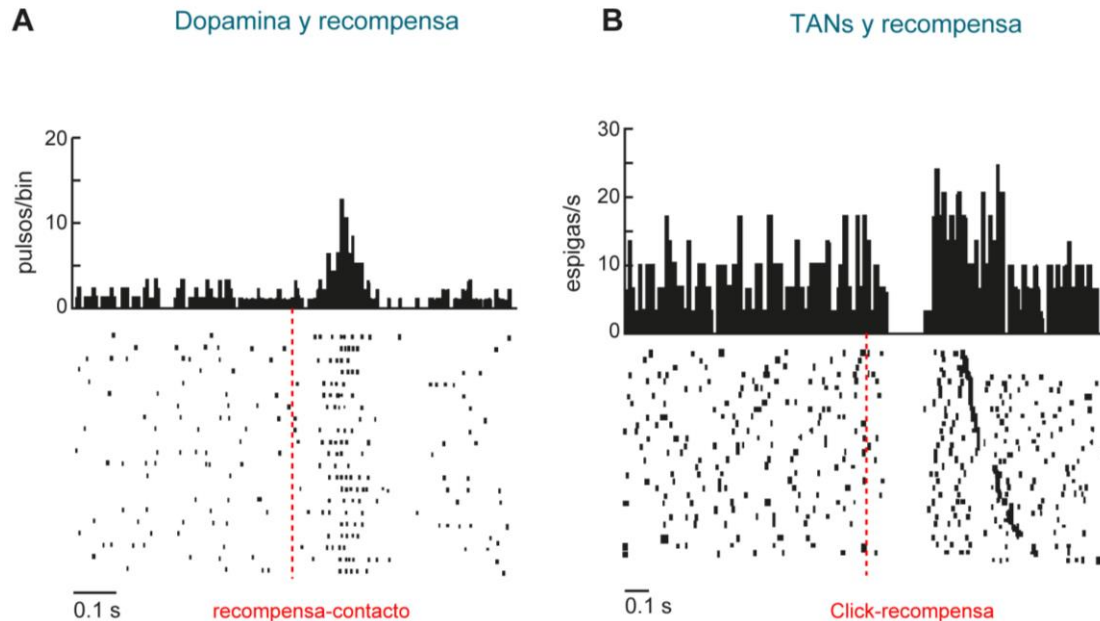 A
Dopamina y recompensa
20
10
0
pulsos/bin
0.1 s
recompensa-contacto
B
TANs y recompensa
30
20
10
0
espigas/s
0.1 s
Click-recompensa